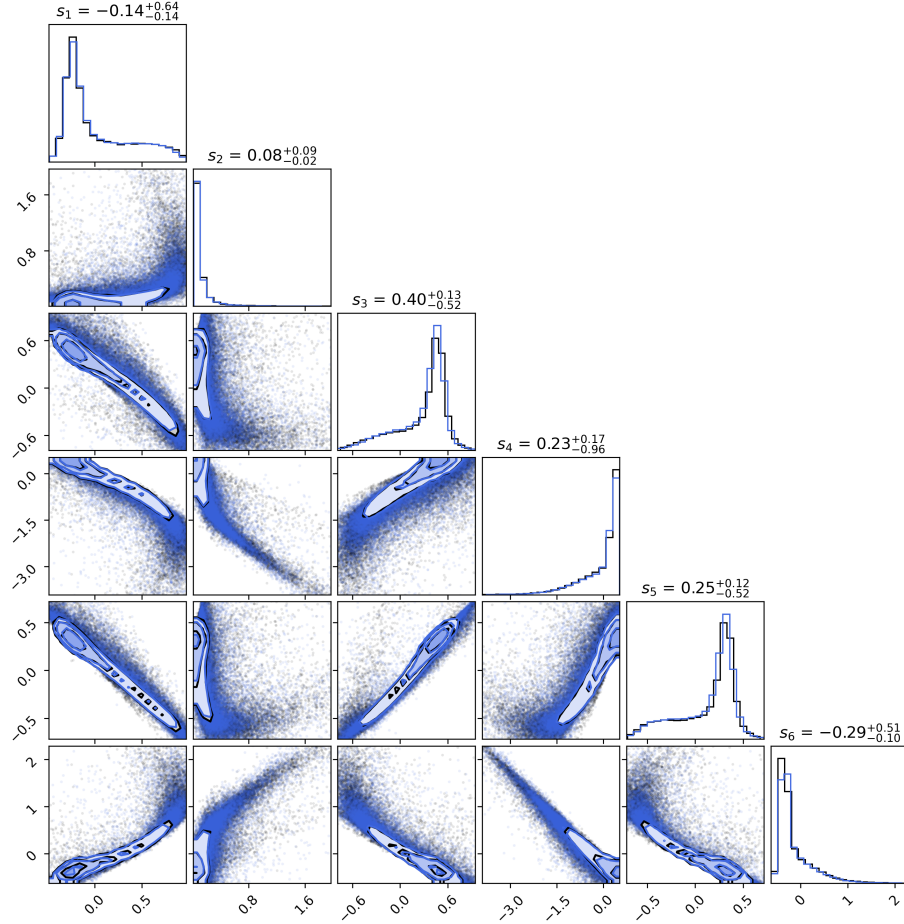 s₁ = −0.14⁺⁰·⁶⁴₋₀.₁₄
s₂ = 0.08⁺⁰·⁰⁹₋₀.₀₂
1.6
0.8
s₃ = 0.40⁺⁰·¹³₋₀.₅₂
0.6
0.0
−0.6
s₄ = 0.23⁺⁰·¹⁷₋₀.₉₆
0.0
−1.5
−3.0
s₅ = 0.25⁺⁰·¹²₋₀.₅₂
0.5
0.0
−0.5
s₆ = −0.29⁺⁰·⁵¹₋₀.₁₀
2
1
0
0.0 0.5 0.8 1.6 −0.6 0.0 0.6 −3.0 −1.5 0.0 −0.5 0.0 0.5 0 1 2